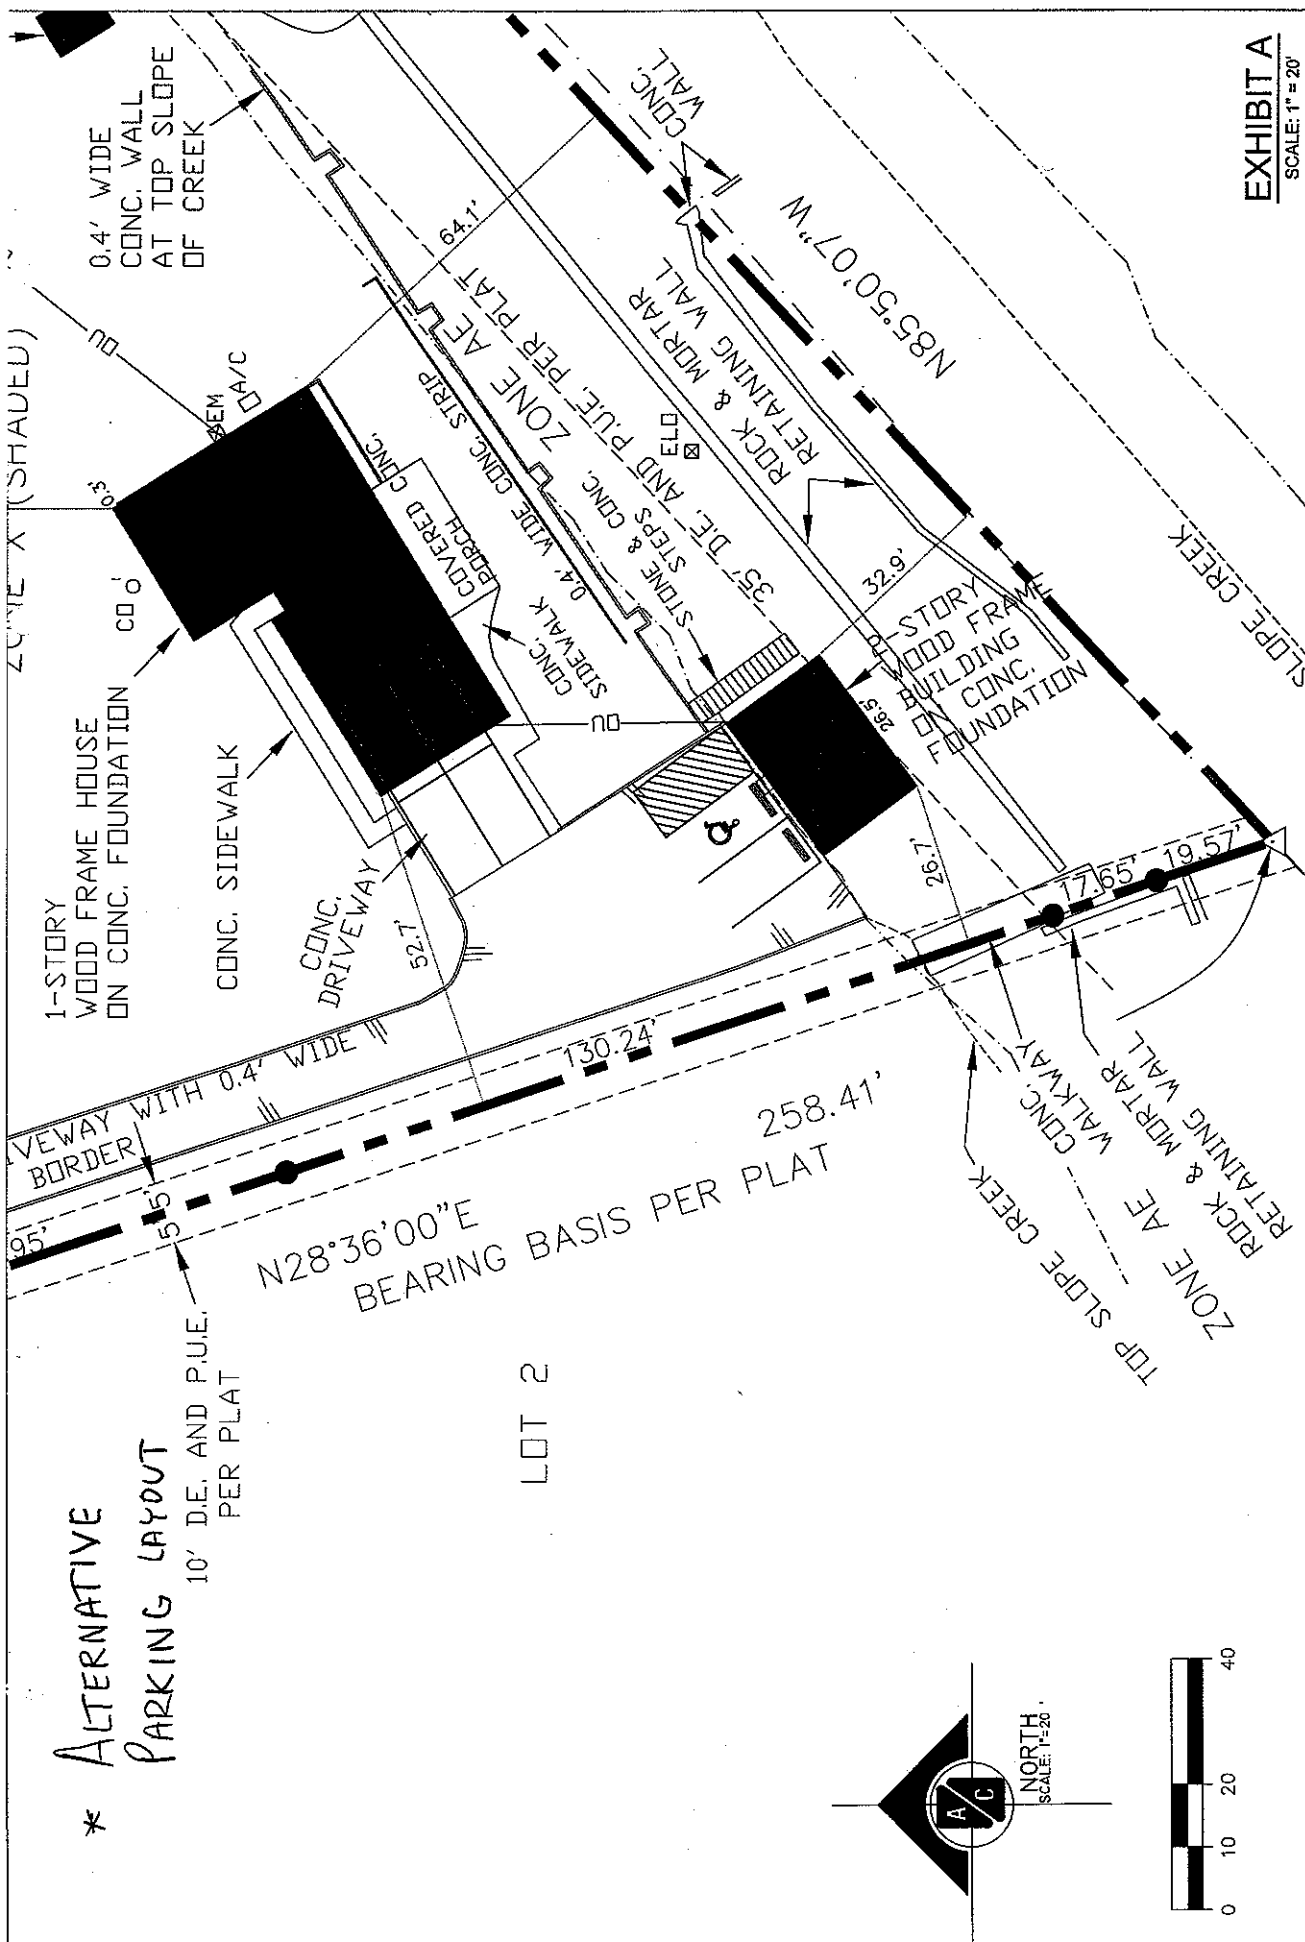 EXHIBIT A
SCALE: 1" = 20'
0.4' WIDE
CONC. WALL
AT TOP SLOPE
OF CREEK
CONC.
WALL
(SHADED)
OU
EM
A/C
64.1'
0.3'
CO
1-STORY
WOOD FRAME HOUSE
ON CONC. FOUNDATION
CONC. SIDEWALK
CONC.
DRIVEWAY
52.7'
COVERED CONC.
PORCH
CONC.
SIDEWALK
0.4' WIDE CONC. STRIP
ZONE AE
35' D.E. AND P.U.E. PER PLAT
STONE & CONC.
STEPS
ROCK & MORTAR
RETAINING WALL
ELO
N85°50'07"W
SLOPE CREEK
OU
32.9'
2-STORY
WOOD FRAME
BUILDING
ON CONC.
FOUNDATION
26.5'
26.7'
17.65'
19.57'
WITH 0.4' WIDE
BORDER
5'
5'
95'
130.24'
258.41'
N28°36'00"E
BEARING BASIS PER PLAT
10' D.E. AND P.U.E.
PER PLAT
CONC.
WALKWAY
ROCK & MORTAR
RETAINING WALL
TOP SLOPE CREEK
ZONE AE
LOT 2
* ALTERNATIVE
PARKING LAYOUT
A
C
NORTH
SCALE: 1"=20'
0 10 20 40